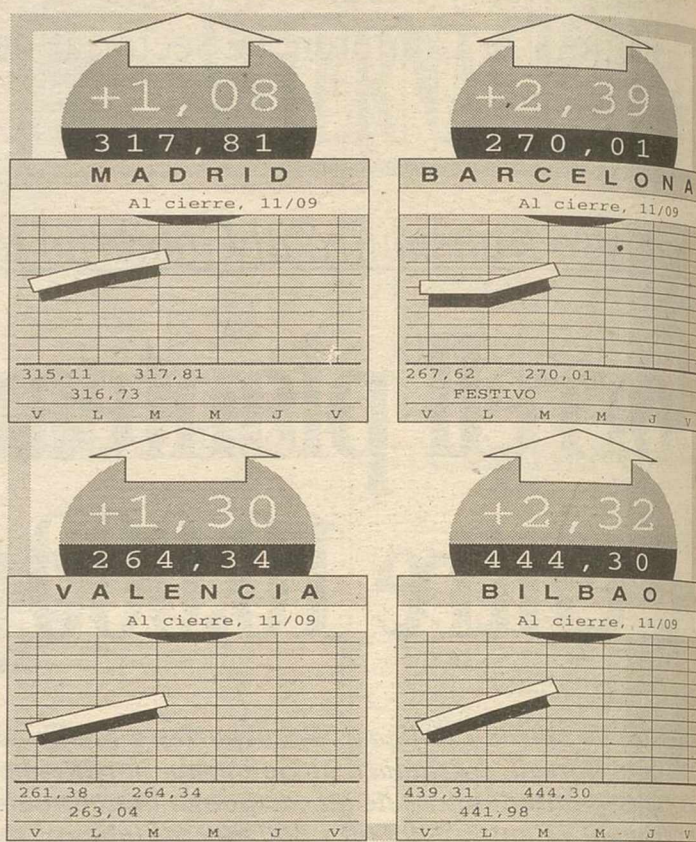 +1,08
317,81
MADRID
Al cierre, 11/09
315,11 317,81
316,73
V L M M J V
+2,39
270,01
BARCELONA
Al cierre, 11/09
267,62 270,01
FESTIVO
V L M M J V
+1,30
264,34
VALENCIA
Al cierre, 11/09
261,38 264,34
263,04
V L M M J V
+2,32
444,30
BILBAO
Al cierre, 11/09
439,31 444,30
441,98
V L M M J V